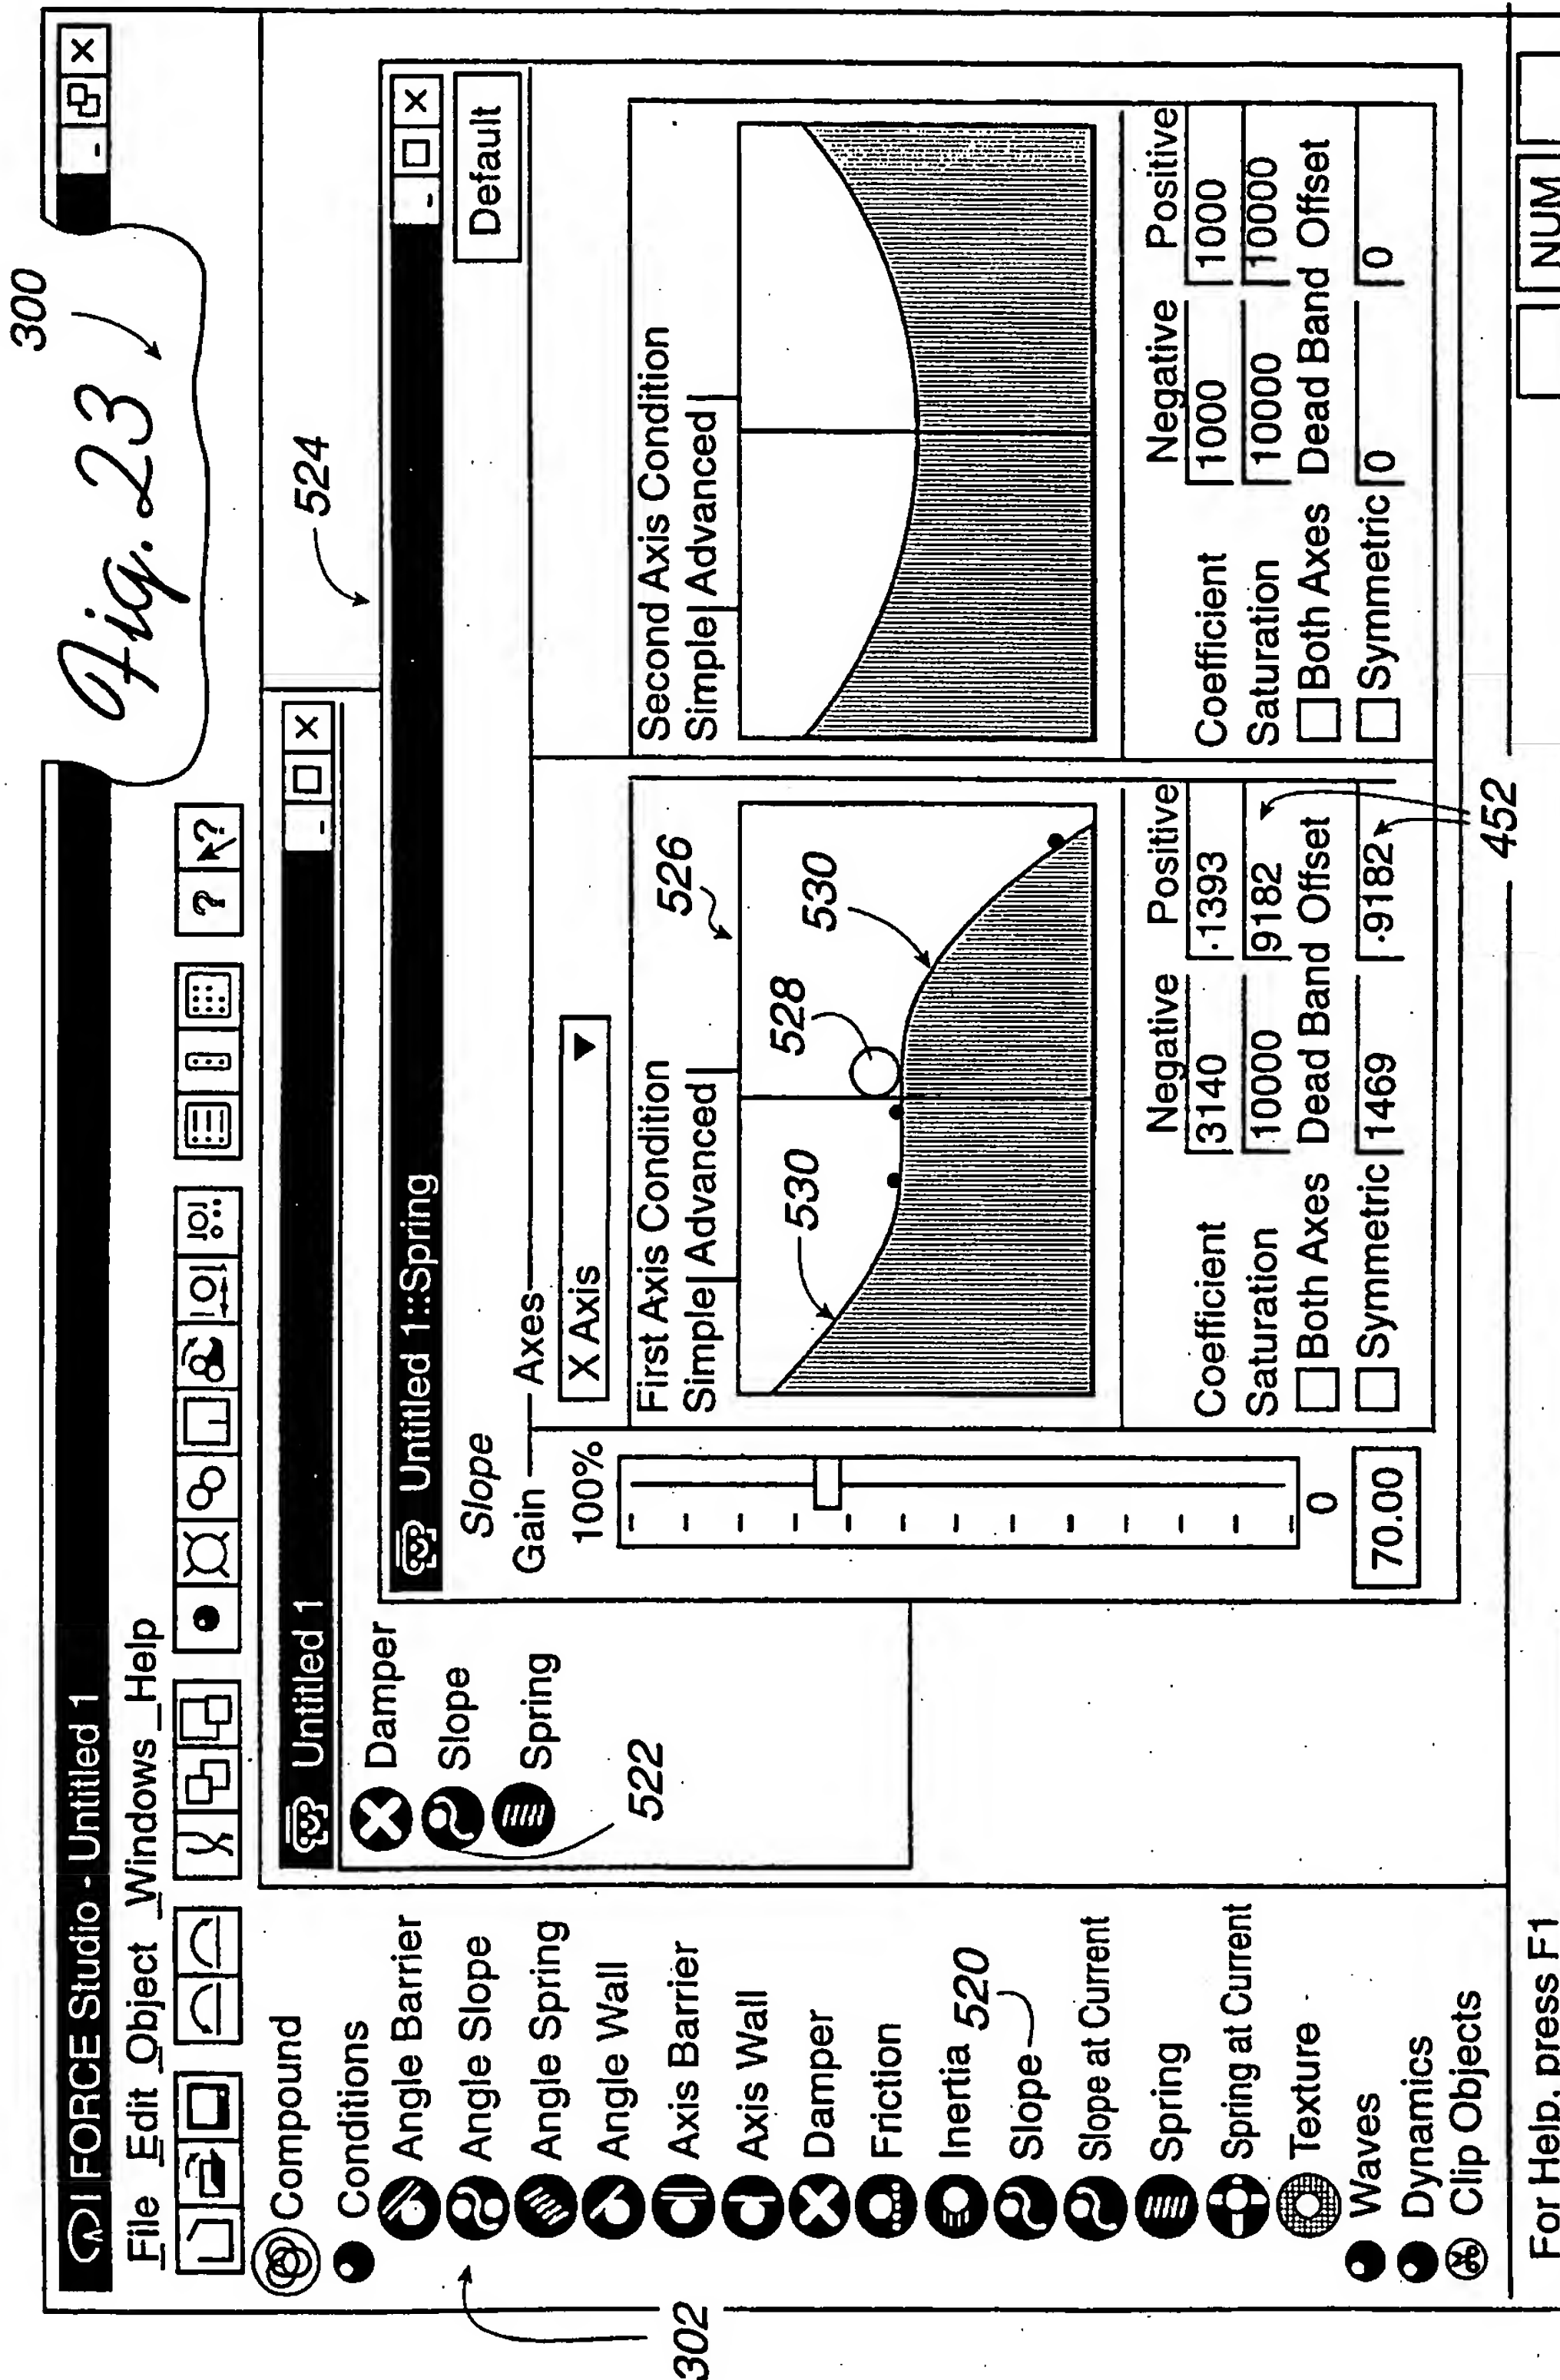 Fig. 23
300
I FORCE Studio - Untitled 1
File Edit Object Windows Help
? ?
Compound
Conditions
Angle Barrier
Angle Slope
Angle Spring
Angle Wall
Axis Barrier
Axis Wall
Damper
Friction
Inertia
Slope
Slope at Current
Spring
Spring at Current
Texture
Waves
Dynamics
Clip Objects
302
520
Untitled 1
Damper
Slope
Spring
522
524
Untitled 1::Spring
Slope
Default
Gain
100%
0
70.00
Axes
X Axis
First Axis Condition
Simple Advanced
526
528
530
530
Negative Positive
Coefficient 3140 -1393
Saturation 10000 9182
Both Axes Dead Band Offset
Symmetric 1469 -9182
452
Second Axis Condition
Simple Advanced
Negative Positive
Coefficient 1000 1000
Saturation 10000 10000
Both Axes Dead Band Offset
Symmetric 0 0
For Help, press F1
NUM